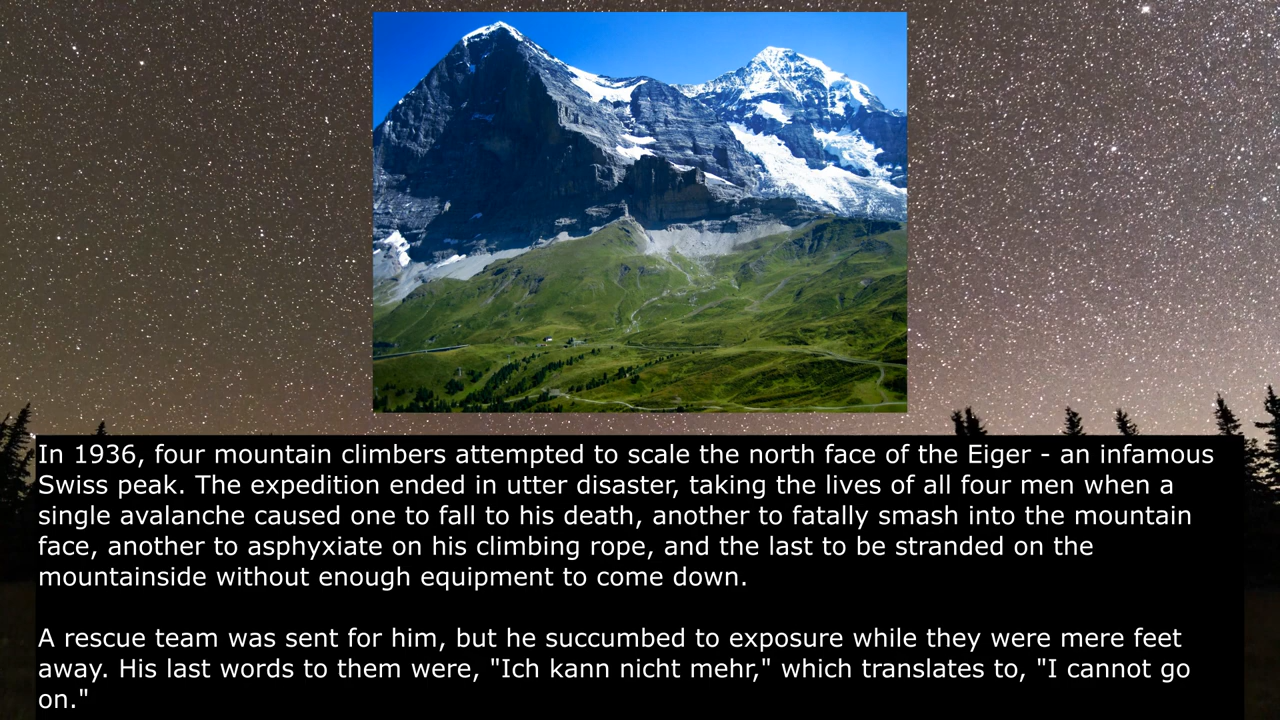 In 1936, four mountain climbers attempted to scale the north face of the Eiger - an infamous
Swiss peak. The expedition ended in utter disaster, taking the lives of all four men when a
single avalanche caused one to fall to his death, another to fatally smash into the mountain
face, another to asphyxiate on his climbing rope, and the last to be stranded on the
mountainside without enough equipment to come down.
A rescue team was sent for him, but he succumbed to exposure while they were mere feet
away. His last words to them were, "Ich kann nicht mehr," which translates to, "I cannot go
on."